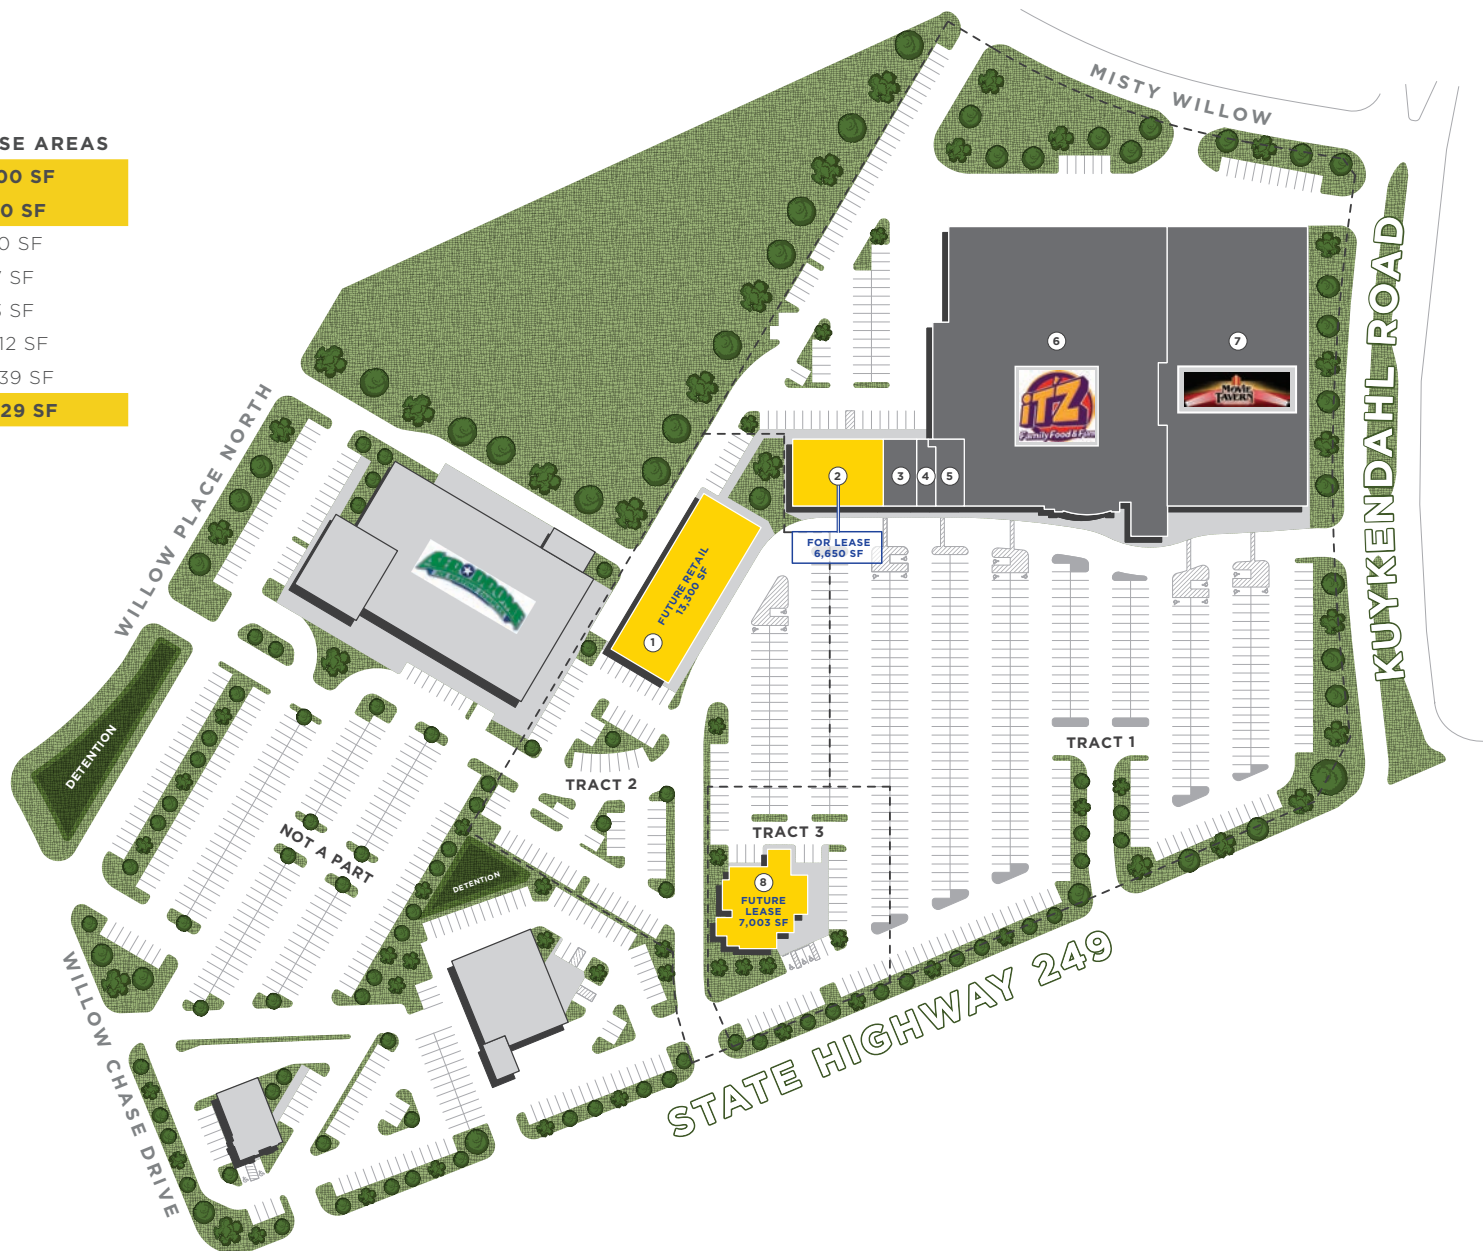 SE AREAS
00 SF
0 SF
0 SF
7 SF
3 SF
12 SF
39 SF
29 SF
MISTY WILLOW
KUYKENDAHL ROAD
WILLOW PLACE NORTH
6
7
iT'Z
Family Food & Fun
MOVIE
TAVERN
2
3
4
5
FOR LEASE
6,650 SF
AERODROME
FUTURE RETAIL
13,300 SF
1
DETENTION
TRACT 1
TRACT 2
TRACT 3
NOT A PART
DETENTION
8
FUTURE
LEASE
7,003 SF
STATE HIGHWAY 249
WILLOW CHASE DRIVE